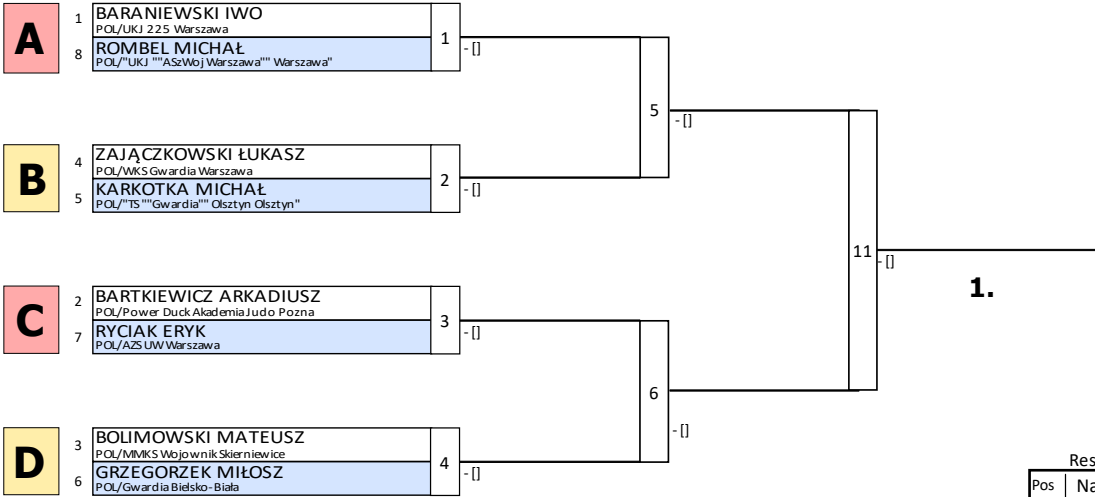 A
1 BARANIEWSKI IWO
POL/UKJ 225 Warszawa
8 ROMBEL MICHAŁ
POL/"UKJ ""ASzWoj Warszawa"" Warszawa"
1
- []
5
- []
B
4 ZAJĄCZKOWSKI ŁUKASZ
POL/WKS Gwardia Warszawa
5 KARKOTKA MICHAŁ
POL/"TS ""Gwardia"" Olsztyn Olsztyn"
2
- []
11
- []
1.
C
2 BARTKIEWICZ ARKADIUSZ
POL/Power Duck Akademia Judo Pozna
7 RYCIAK ERYK
POL/AZS UW Warszawa
3
- []
6
- []
D
3 BOLIMOWSKI MATEUSZ
POL/MMKS Wojownik Skierniewice
6 GRZEGORZEK MIŁOSZ
POL/Gwardia Bielsko-Biała
4
- []
Res
Pos Na